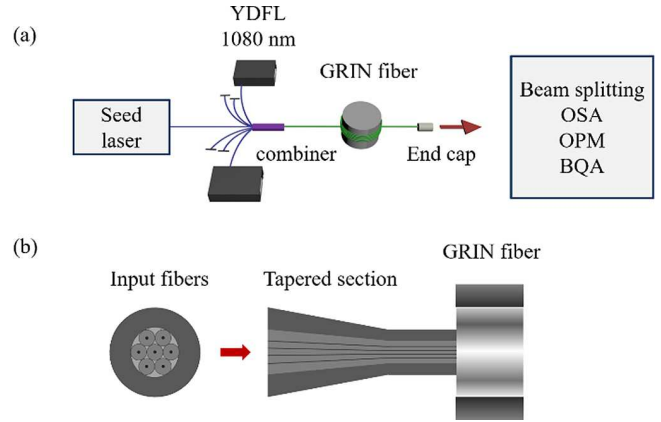 (a)
YDFL
1080 nm
GRIN fiber
Seed
laser
combiner
End cap
Beam splitting
OSA
OPM
BQA
(b)
Input fibers
Tapered section
GRIN fiber